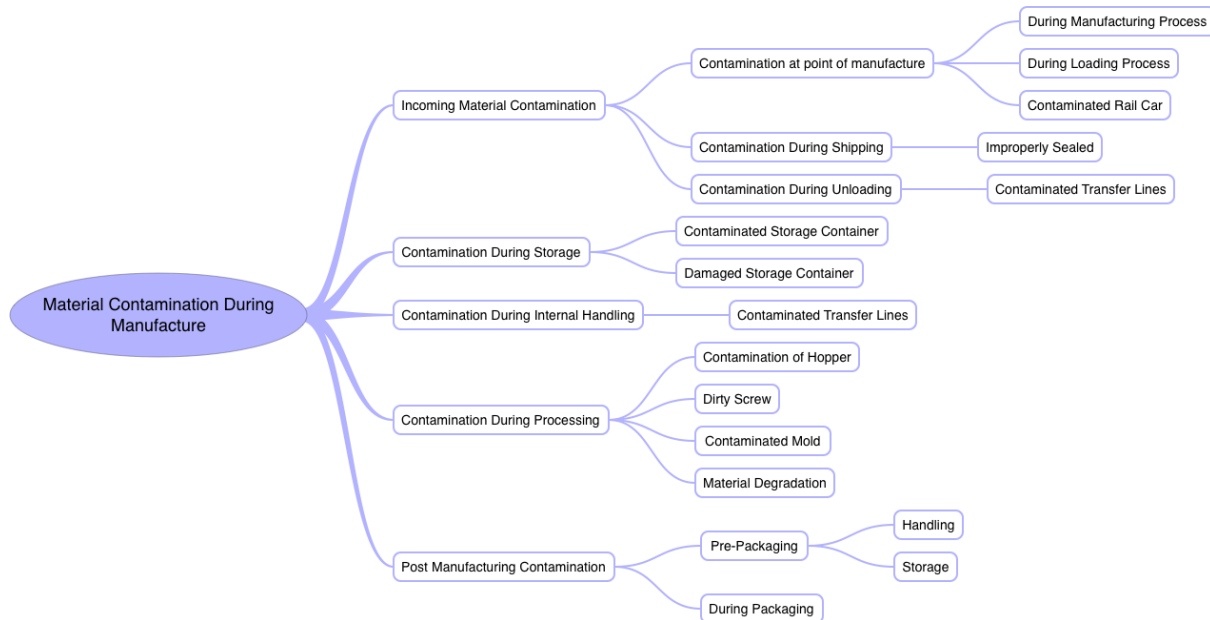 Material Contamination During
Manufacture
Incoming Material Contamination
Contamination at point of manufacture
During Manufacturing Process
During Loading Process
Contaminated Rail Car
Contamination During Shipping
Improperly Sealed
Contamination During Unloading
Contaminated Transfer Lines
Contamination During Storage
Contaminated Storage Container
Damaged Storage Container
Contamination During Internal Handling
Contaminated Transfer Lines
Contamination During Processing
Contamination of Hopper
Dirty Screw
Contaminated Mold
Material Degradation
Post Manufacturing Contamination
Pre-Packaging
Handling
Storage
During Packaging